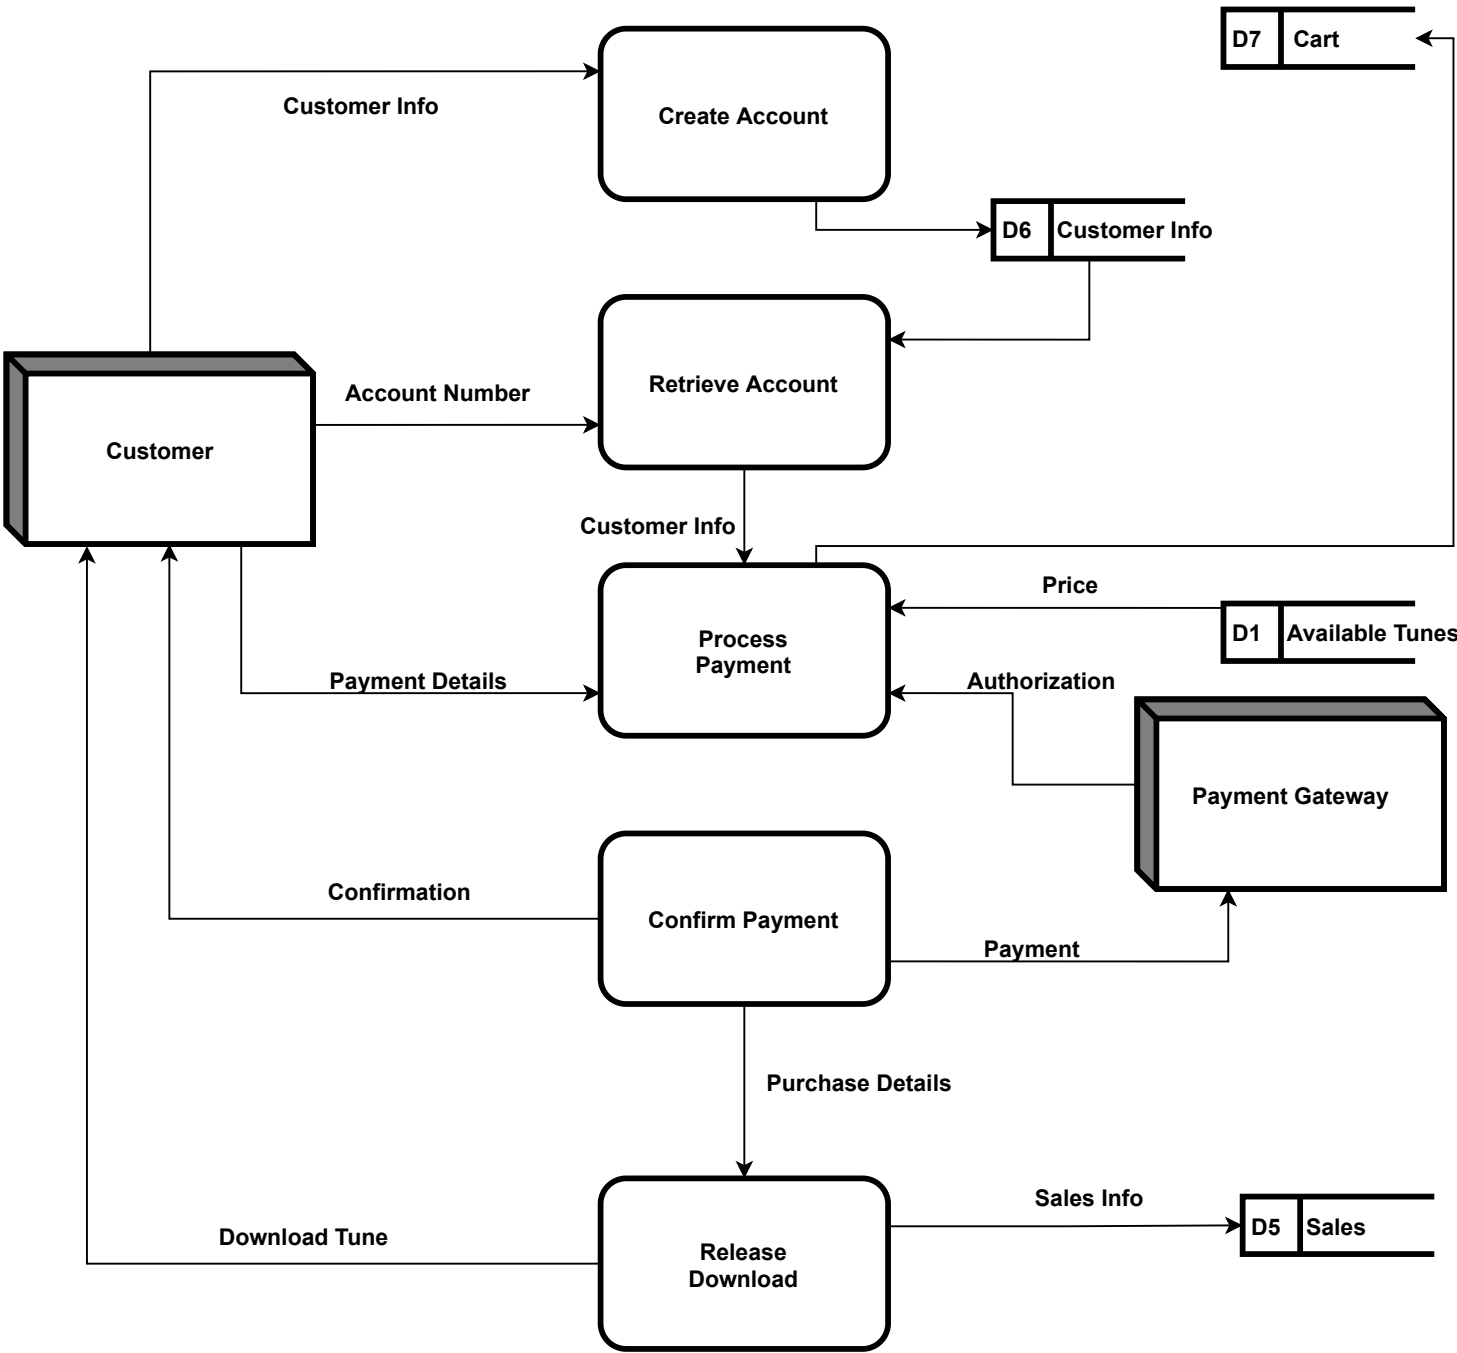 D7 Cart
Customer Info
Create Account
D6 Customer Info
Account Number
Retrieve Account
Customer
Customer Info
Price
Process
Payment
D1 Available Tunes
Payment Details
Authorization
Payment Gateway
Confirmation
Confirm Payment
Payment
Purchase Details
Sales Info
D5 Sales
Download Tune
Release
Download